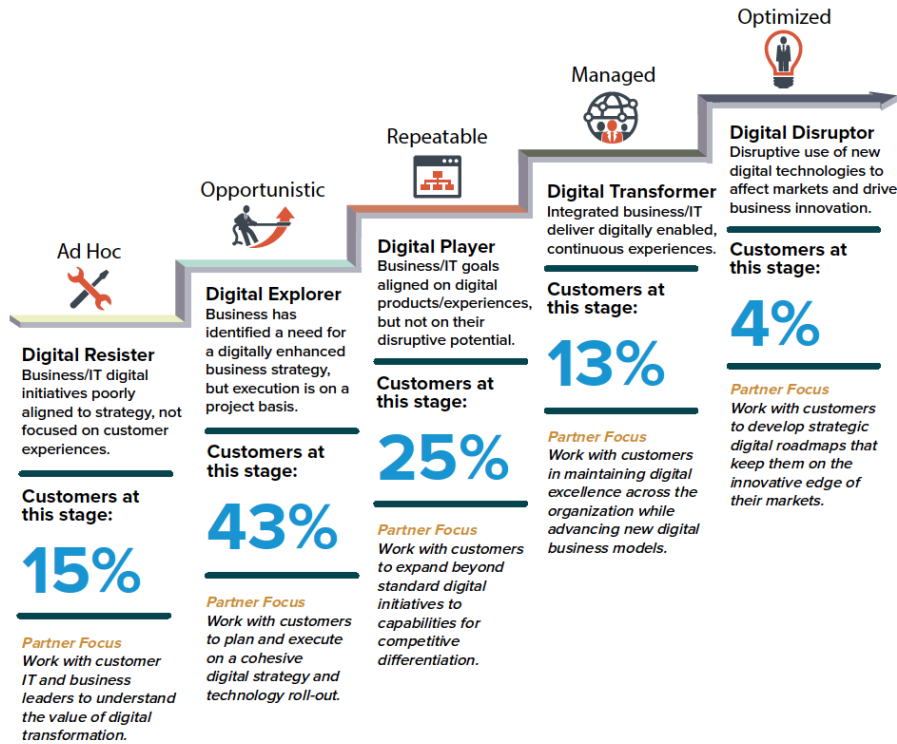 Ad Hoc
Digital Resister
Business/IT digital
initiatives poorly
aligned to strategy, not
focused on customer
experiences.
Customers at
this stage:
15%
Partner Focus
Work with customer
IT and business
leaders to understand
the value of digital
transformation.
Opportunistic
Digital Explorer
Business has
identified a need for
a digitally enhanced
business strategy,
but execution is on a
project basis.
Customers at
this stage:
43%
Partner Focus
Work with customers
to plan and execute
on a cohesive
digital strategy and
technology roll-out.
Repeatable
Digital Player
Business/IT goals
aligned on digital
products/experiences,
but not on their
disruptive potential.
Customers at
this stage:
25%
Partner Focus
Work with customers
to expand beyond
standard digital
initiatives to
capabilities for
competitive
differentiation.
Managed
Digital Transformer
Integrated business/IT
deliver digitally enabled,
continuous experiences.
Customers at
this stage:
13%
Partner Focus
Work with customers
in maintaining digital
excellence across the
organization while
advancing new digital
business models.
Optimized
Digital Disruptor
Disruptive use of new
digital technologies to
affect markets and drive
business innovation.
Customers at
this stage:
4%
Partner Focus
Work with customers
to develop strategic
digital roadmaps that
keep them on the
innovative edge of
their markets.